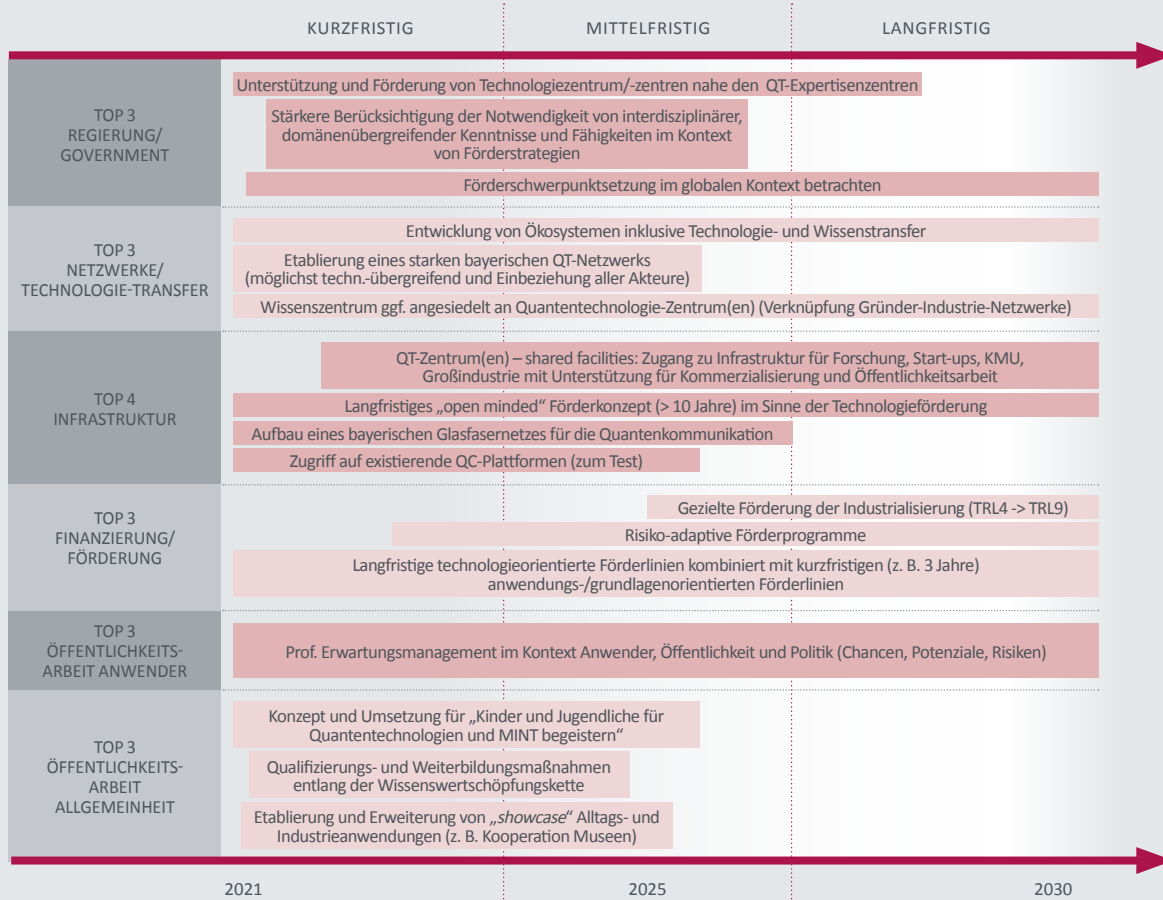 KURZFRISTIG
MITTELFRISTIG
LANGFRISTIG
TOP 3
REGIERUNG/
GOVERNMENT
Unterstützung und Förderung von Technologiezentrum/-zentren nahe den QT-Expertisenzentren
Stärkere Berücksichtigung der Notwendigkeit von interdisziplinärer,
domänenübergreifender Kenntnisse und Fähigkeiten im Kontext
von Förderstrategien
Förderschwerpunktsetzung im globalen Kontext betrachten
TOP 3
NETZWERKE/
TECHNOLOGIE-TRANSFER
Entwicklung von Ökosystemen inklusive Technologie- und Wissenstransfer
Etablierung eines starken bayerischen QT-Netzwerks
(möglichst techn.-übergreifend und Einbeziehung aller Akteure)
Wissenszentrum ggf. angesiedelt an Quantentechnologie-Zentrum(en) (Verknüpfung Gründer-Industrie-Netzwerke)
TOP 4
INFRASTRUKTUR
QT-Zentrum(en) – shared facilities: Zugang zu Infrastruktur für Forschung, Start-ups, KMU,
Großindustrie mit Unterstützung für Kommerzialisierung und Öffentlichkeitsarbeit
Langfristiges „open minded“ Förderkonzept (> 10 Jahre) im Sinne der Technologieförderung
Aufbau eines bayerischen Glasfasernetzes für die Quantenkommunikation
Zugriff auf existierende QC-Plattformen (zum Test)
TOP 3
FINANZIERUNG/
FÖRDERUNG
Gezielte Förderung der Industrialisierung (TRL4 -> TRL9)
Risiko-adaptive Förderprogramme
Langfristige technologieorientierte Förderlinien kombiniert mit kurzfristigen (z. B. 3 Jahre)
anwendungs-/grundlagenorientierten Förderlinien
TOP 3
ÖFFENTLICHKEITS-
ARBEIT ANWENDER
Prof. Erwartungsmanagement im Kontext Anwender, Öffentlichkeit und Politik (Chancen, Potenziale, Risiken)
TOP 3
ÖFFENTLICHKEITS-
ARBEIT
ALLGEMEINHEIT
Konzept und Umsetzung für „Kinder und Jugendliche für
Quantentechnologien und MINT begeistern“
Qualifizierungs- und Weiterbildungsmaßnahmen
entlang der Wissenswertschöpfungskette
Etablierung und Erweiterung von „showcase“ Alltags- und
Industrieanwendungen (z. B. Kooperation Museen)
2021
2025
2030